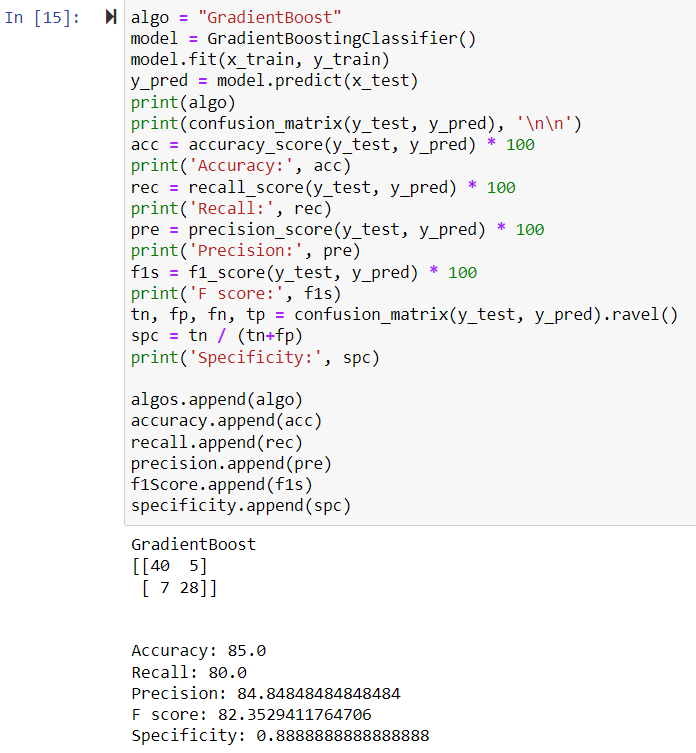 In [15]:
algo = "GradientBoost"
model = GradientBoostingClassifier()
model.fit(x_train, y_train)
y_pred = model.predict(x_test)
print(algo)
print(confusion_matrix(y_test, y_pred), '\n\n')
acc = accuracy_score(y_test, y_pred) * 100
print('Accuracy:', acc)
rec = recall_score(y_test, y_pred) * 100
print('Recall:', rec)
pre = precision_score(y_test, y_pred) * 100
print('Precision:', pre)
f1s = f1_score(y_test, y_pred) * 100
print('F score:', f1s)
tn, fp, fn, tp = confusion_matrix(y_test, y_pred).ravel()
spc = tn / (tn+fp)
print('Specificity:', spc)

algos.append(algo)
accuracy.append(acc)
recall.append(rec)
precision.append(pre)
f1Score.append(f1s)
specificity.append(spc)
GradientBoost
[[40  5]
 [ 7 28]]

Accuracy: 85.0
Recall: 80.0
Precision: 84.84848484848484
F score: 82.3529411764706
Specificity: 0.8888888888888888